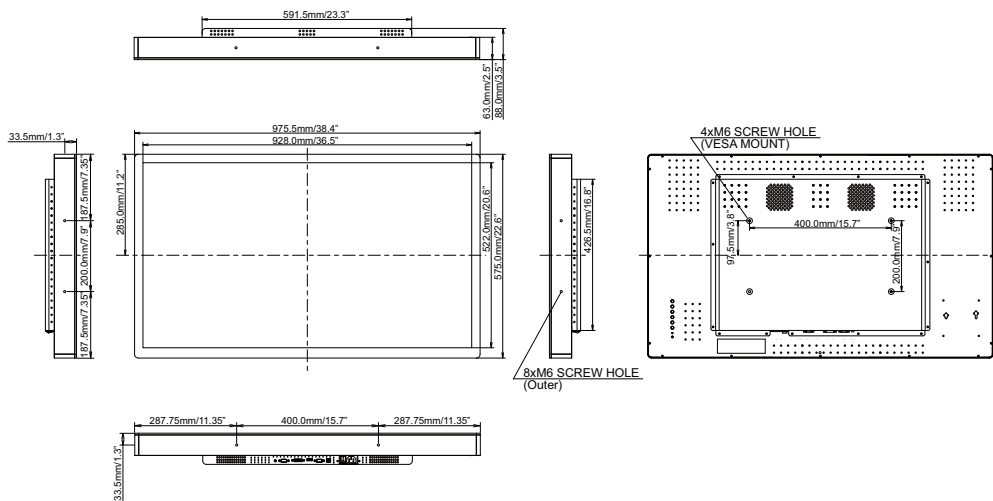 591.5mm/23.3"
63.0mm/2.5"
88.0mm/3.5"
33.5mm/1.3"
187.5mm/7.35"
200.0mm/7.9"
187.5mm/7.35"
975.5mm/38.4"
928.0mm/36.5"
285.0mm/11.2"
522.0mm/20.6"
575.0mm/22.6"
426.5mm/16.8"
8xM6 SCREW HOLE
(Outer)
4xM6 SCREW HOLE
(VESA MOUNT)
400.0mm/15.7"
97.5mm/3.8"
200.0mm/7.9"
287.75mm/11.35"
400.0mm/15.7"
287.75mm/11.35"
33.5mm/1.3"